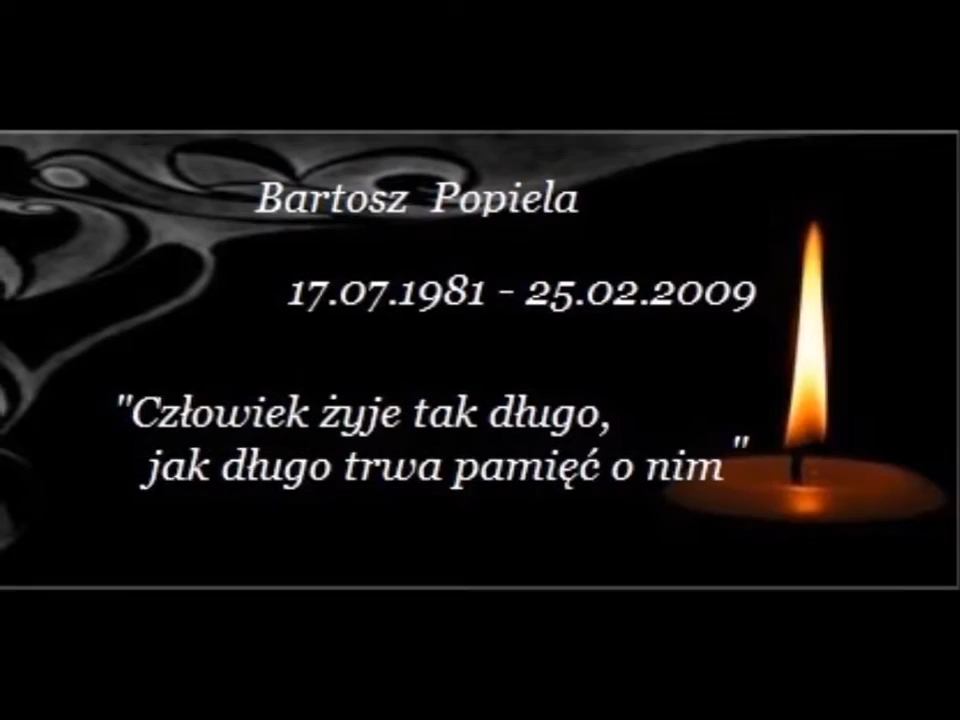 Bartosz Popiela
17.07.1981 - 25.02.2009
"Człowiek żyje tak długo,
jak długo trwa pamięć o nim"